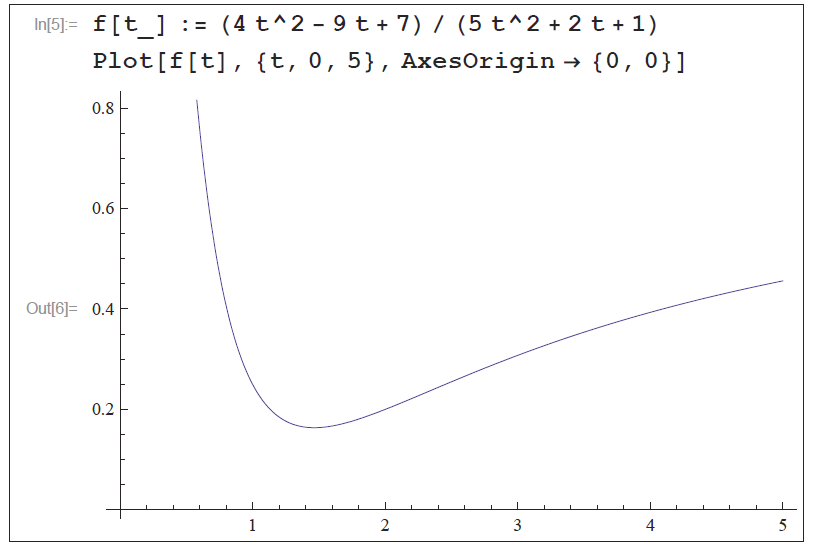 In[5]:= f[t_] := (4 t^2 - 9 t + 7) / (5 t^2 + 2 t + 1)
Plot[f[t], {t, 0, 5}, AxesOrigin → {0, 0}]
0.8
0.6
Out[6]= 0.4
0.2
1 2 3 4 5